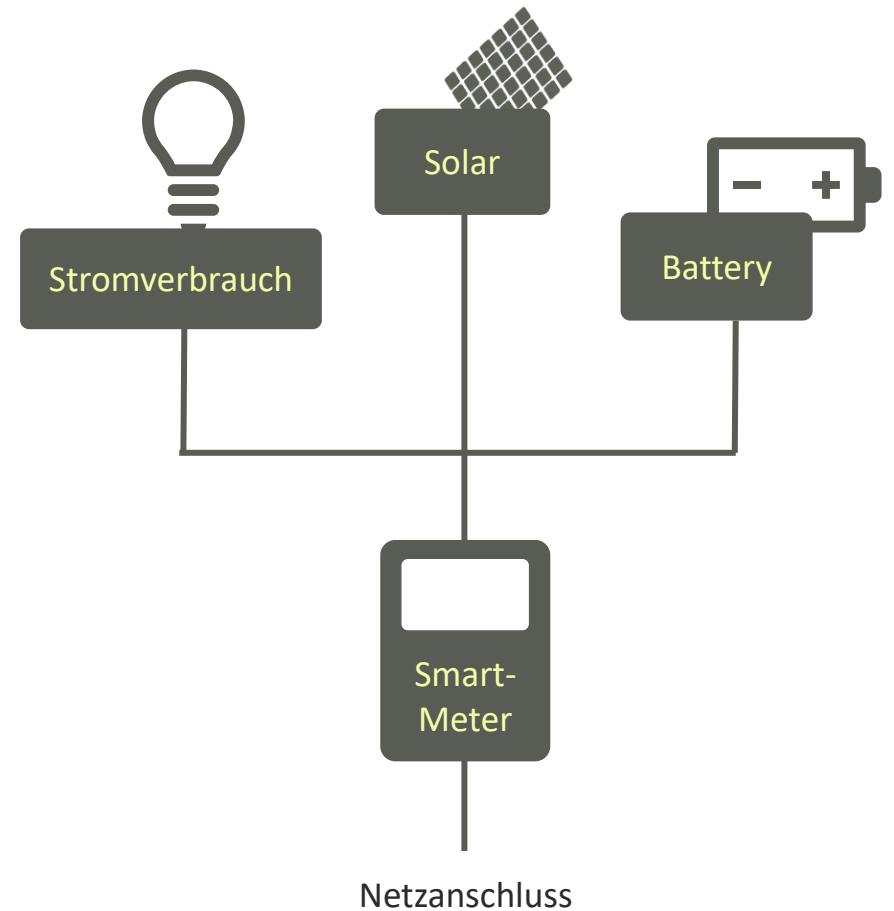 Solar
Stromverbrauch
Battery
Smart-
Meter
Netzanschluss